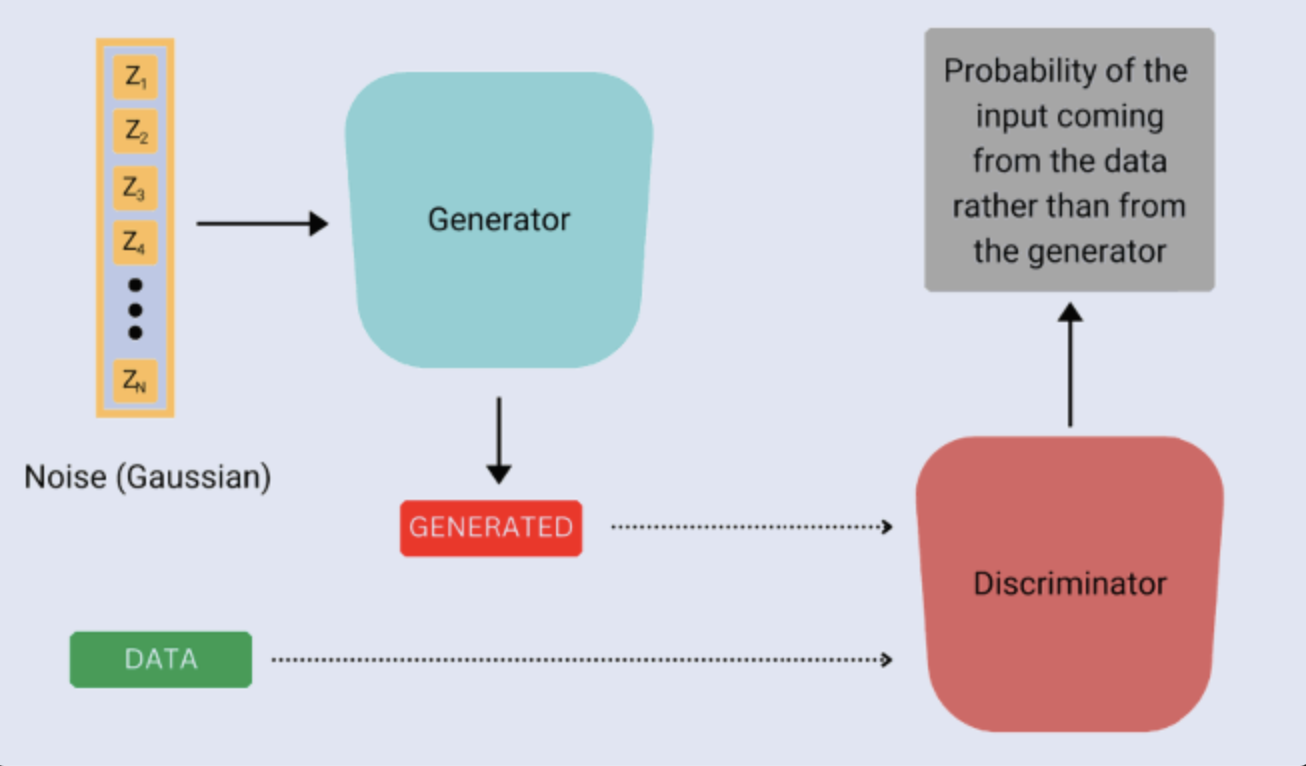 Z₁
Z₂
Z₃
Z₄
Z_N
Noise (Gaussian)
Generator
GENERATED
DATA
Probability of the
input coming
from the data
rather than from
the generator
Discriminator